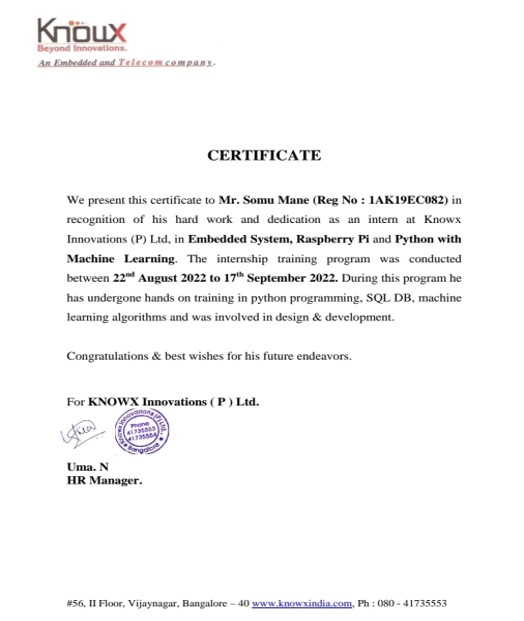 Knoux
Beyond Innovations.
An Embedded and Telecom company.
CERTIFICATE
We present this certificate to Mr. Somu Mane (Reg No : 1AK19EC082) in
recognition of his hard work and dedication as an intern at Knowx
Innovations (P) Ltd, in Embedded System, Raspberry Pi and Python with
Machine Learning. The internship training program was conducted
between 22nd August 2022 to 17th September 2022. During this program he
has undergone hands on training in python programming, SQL DB, machine
learning algorithms and was involved in design & development.
Congratulations & best wishes for his future endeavors.
For KNOWX Innovations ( P ) Ltd.
Knowx Innovations (P) Ltd.
Phone
41735553
41735554
Bangalore
Uma. N
HR Manager.
#56, II Floor, Vijaynagar, Bangalore – 40 www.knowxindia.com, Ph : 080 - 41735553